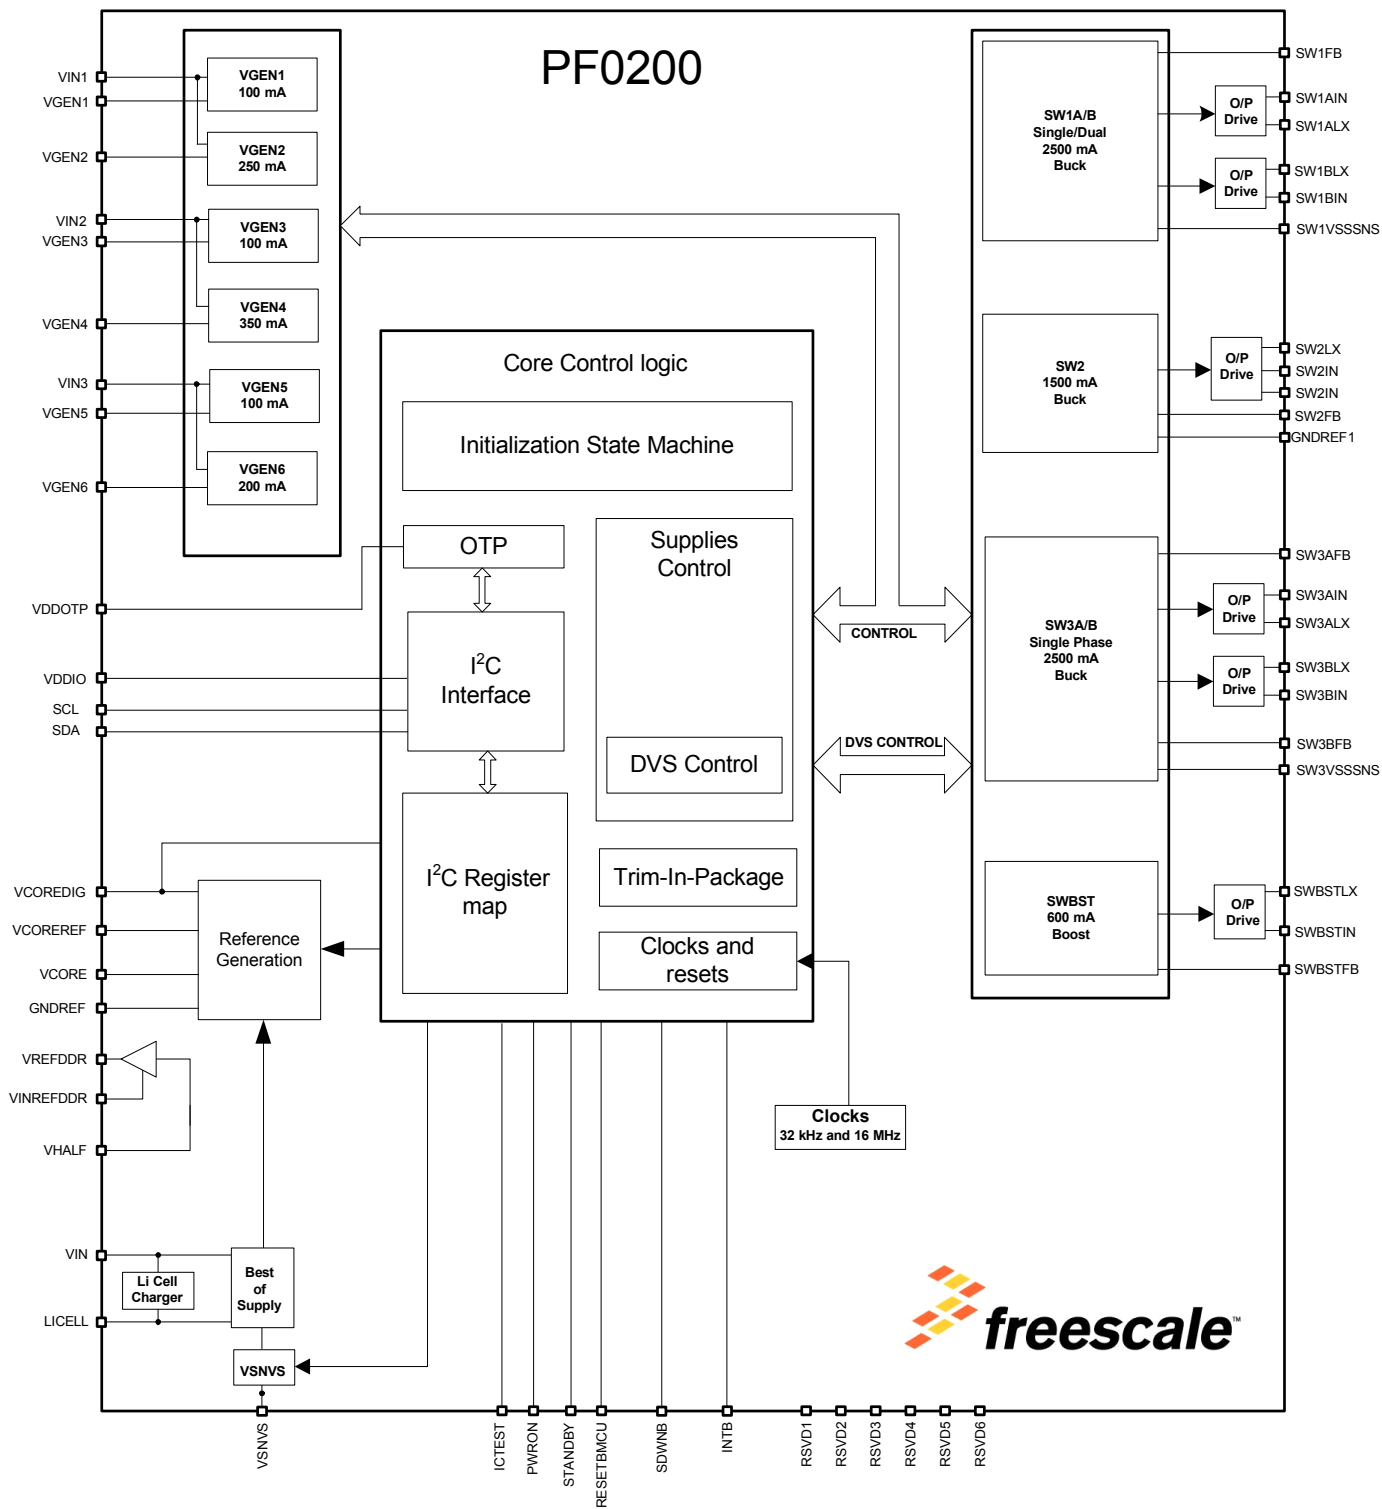 PF0200
VIN1
VGEN1
VGEN2
VIN2
VGEN3
VGEN4
VIN3
VGEN5
VGEN6
VDDOTP
VDDIO
SCL
SDA
VCOREDIG
VCOREREF
VCORE
GNDREF
VREFDDR
VINREFDDR
VHALF
VIN
LICELL
VGEN1
100 mA
VGEN2
250 mA
VGEN3
100 mA
VGEN4
350 mA
VGEN5
100 mA
VGEN6
200 mA
Core Control logic
Initialization State Machine
OTP
I²C
Interface
I²C Register
map
Supplies
Control
DVS Control
Trim-In-Package
Clocks and
resets
Reference
Generation
Clocks
32 kHz and 16 MHz
Li Cell
Charger
Best
of
Supply
VSNVS
CONTROL
DVS CONTROL
SW1A/B
Single/Dual
2500 mA
Buck
O/P
Drive
O/P
Drive
SW2
1500 mA
Buck
O/P
Drive
SW3A/B
Single Phase
2500 mA
Buck
O/P
Drive
O/P
Drive
SWBST
600 mA
Boost
O/P
Drive
SW1FB
SW1AIN
SW1ALX
SW1BLX
SW1BIN
SW1VSSSNS
SW2LX
SW2IN
SW2IN
SW2FB
GNDREF1
SW3AFB
SW3AIN
SW3ALX
SW3BLX
SW3BIN
SW3BFB
SW3VSSSNS
SWBSTLX
SWBSTIN
SWBSTFB
freescale™
VSNVS
ICTEST
PWRON
STANDBY
RESETBMCU
SDWNB
INTB
RSVD1
RSVD2
RSVD3
RSVD4
RSVD5
RSVD6